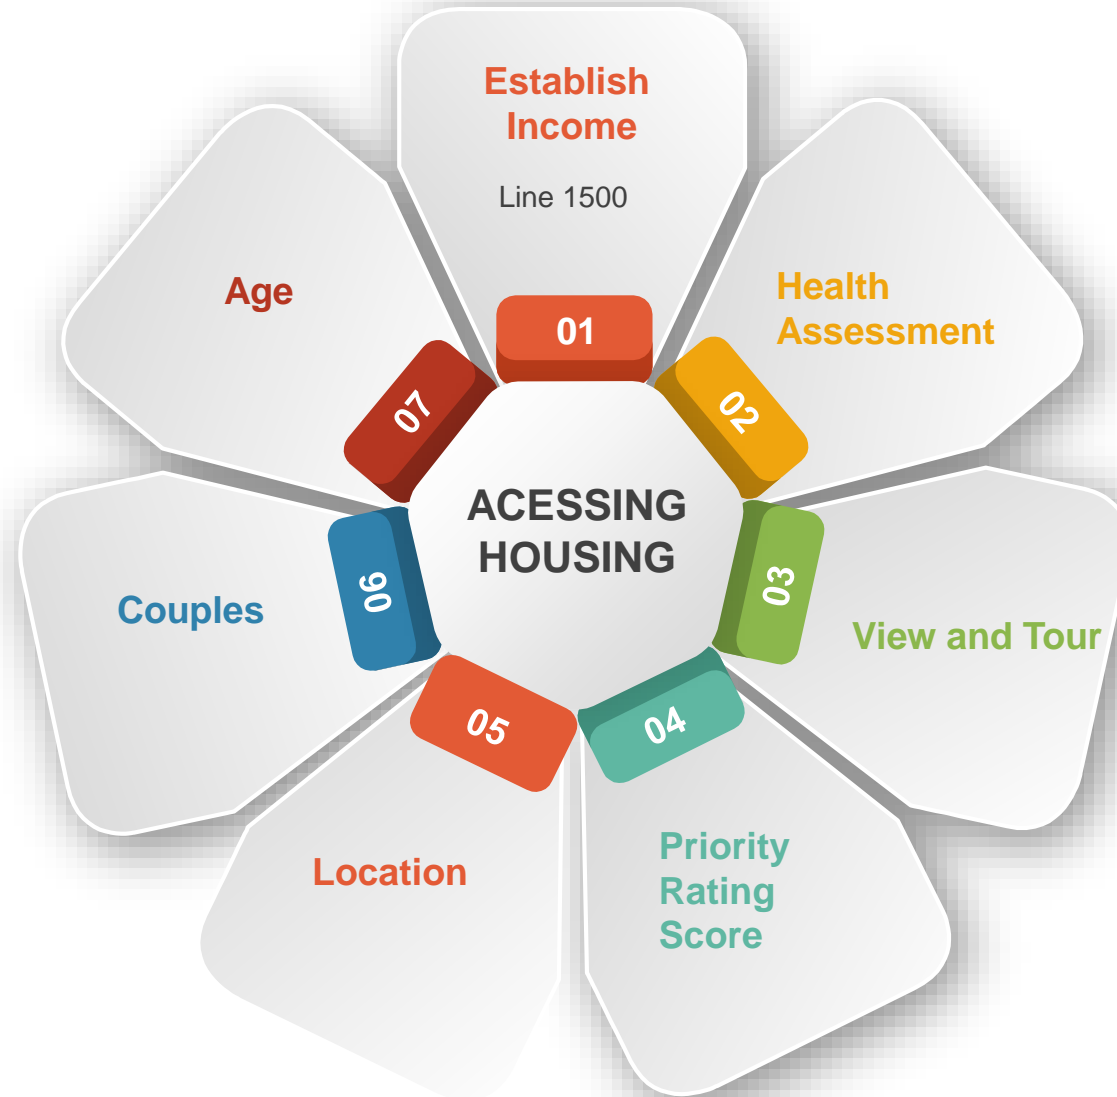 ACESSING
HOUSING
01
Establish
Income
Line 1500
02
Health
Assessment
03
View and Tour
04
Priority
Rating
Score
05
Location
06
Couples
07
Age